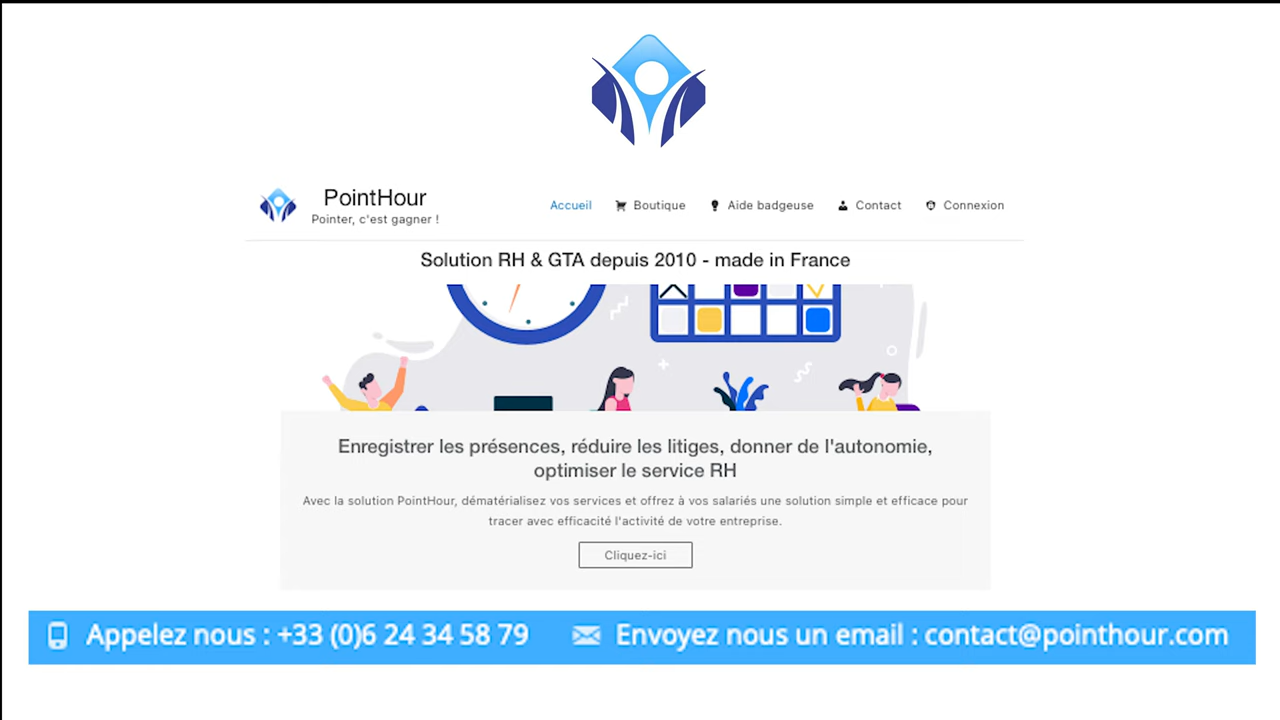 PointHour
Pointer, c'est gagner !
Accueil
Boutique
Aide badgeuse
Contact
Connexion
Solution RH & GTA depuis 2010 - made in France
Enregistrer les présences, réduire les litiges, donner de l'autonomie,
optimiser le service RH
Avec la solution PointHour, dématérialisez vos services et offrez à vos salariés une solution simple et efficace pour
tracer avec efficacité l'activité de votre entreprise.
Cliquez-ici
Appelez nous : +33 (0)6 24 34 58 79
Envoyez nous un email : contact@pointhour.com